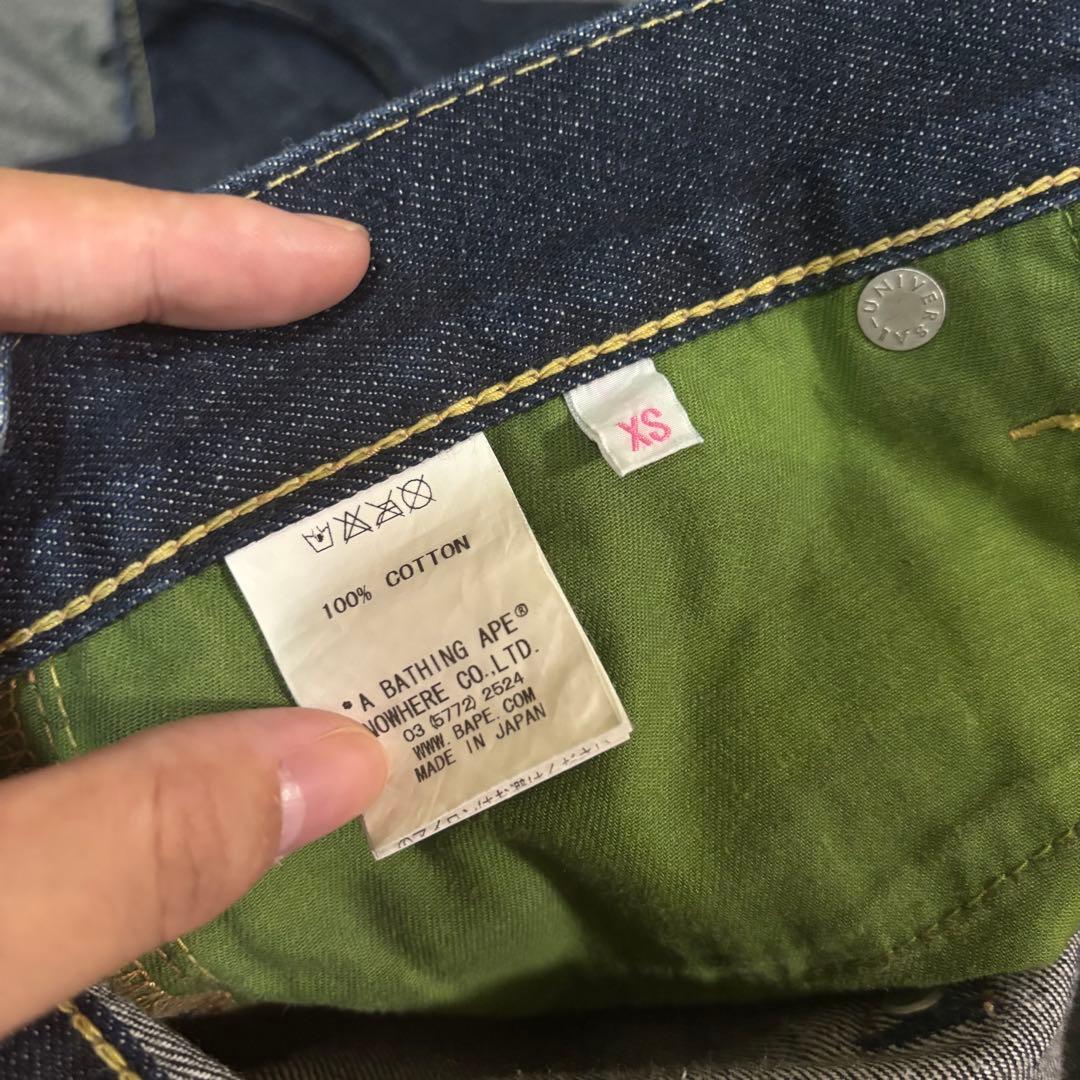 UNIVERSAL
XS
100% COTTON
*A BATHING APE®
NOWHERE CO.,LTD.
03 (5772) 2524
WWW. BAPE. COM
MADE IN JAPAN